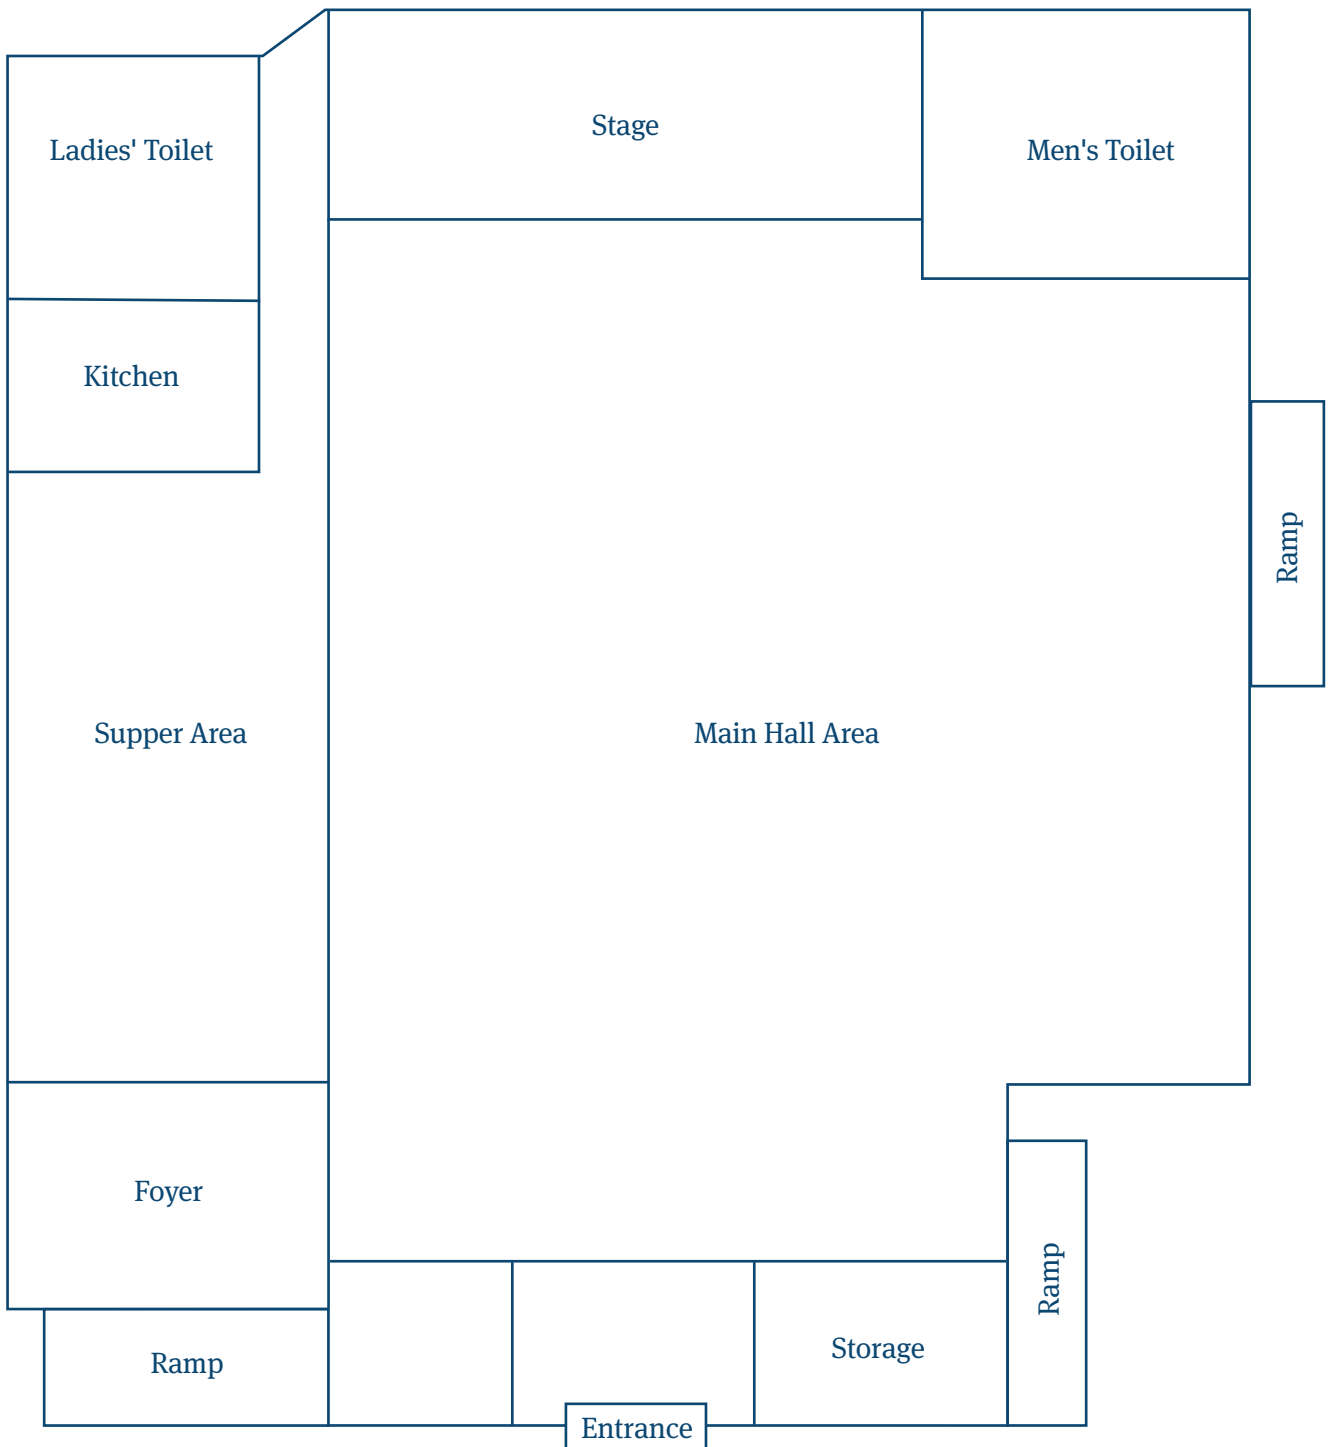 Stage
Ladies' Toilet
Men's Toilet
Kitchen
Ramp
Supper Area
Main Hall Area
Foyer
Ramp
Storage
Ramp
Entrance